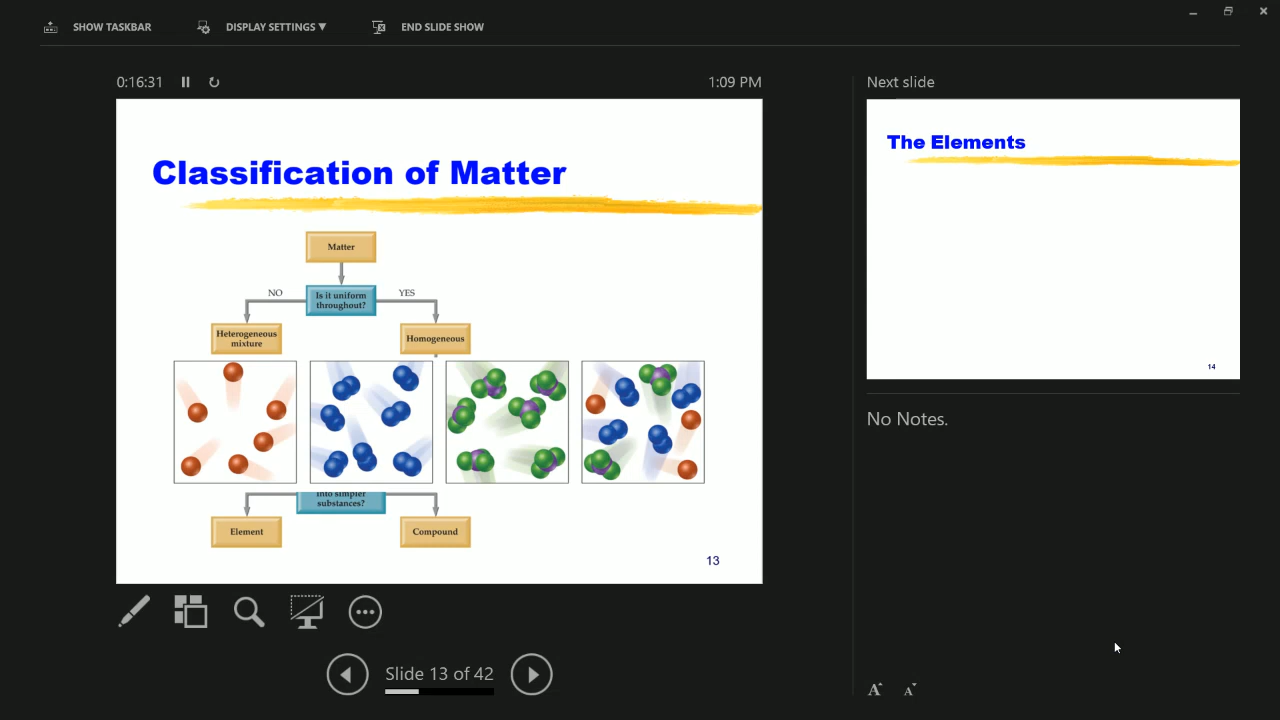 SHOW TASKBAR
DISPLAY SETTINGS ▼
END SLIDE SHOW
0:16:31
1:09 PM
Classification of Matter
Matter
NO
Is it uniform
throughout?
YES
Heterogeneous
mixture
Homogeneous
into simpler
substances?
Element
Compound
13
Slide 13 of 42
Next slide
The Elements
14
No Notes.
A
A